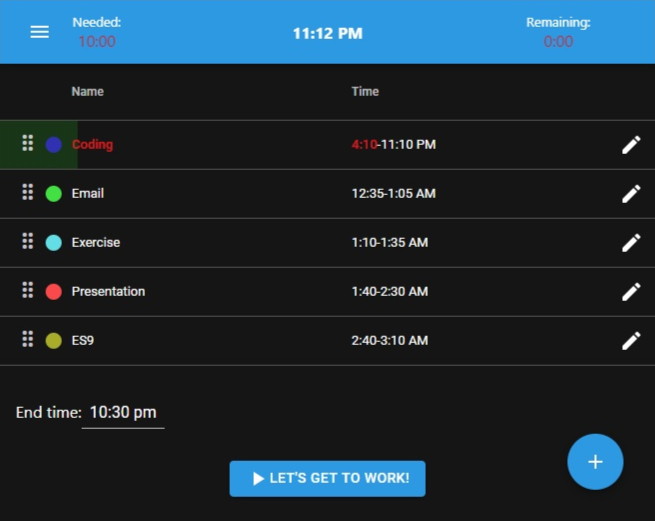 Needed:
10:00
11:12 PM
Remaining:
0:00
Name Time
Coding 4:10-11:10 PM
Email 12:35-1:05 AM
Exercise 1:10-1:35 AM
Presentation 1:40-2:30 AM
ES9 2:40-3:10 AM
End time: 10:30 pm
LET'S GET TO WORK!